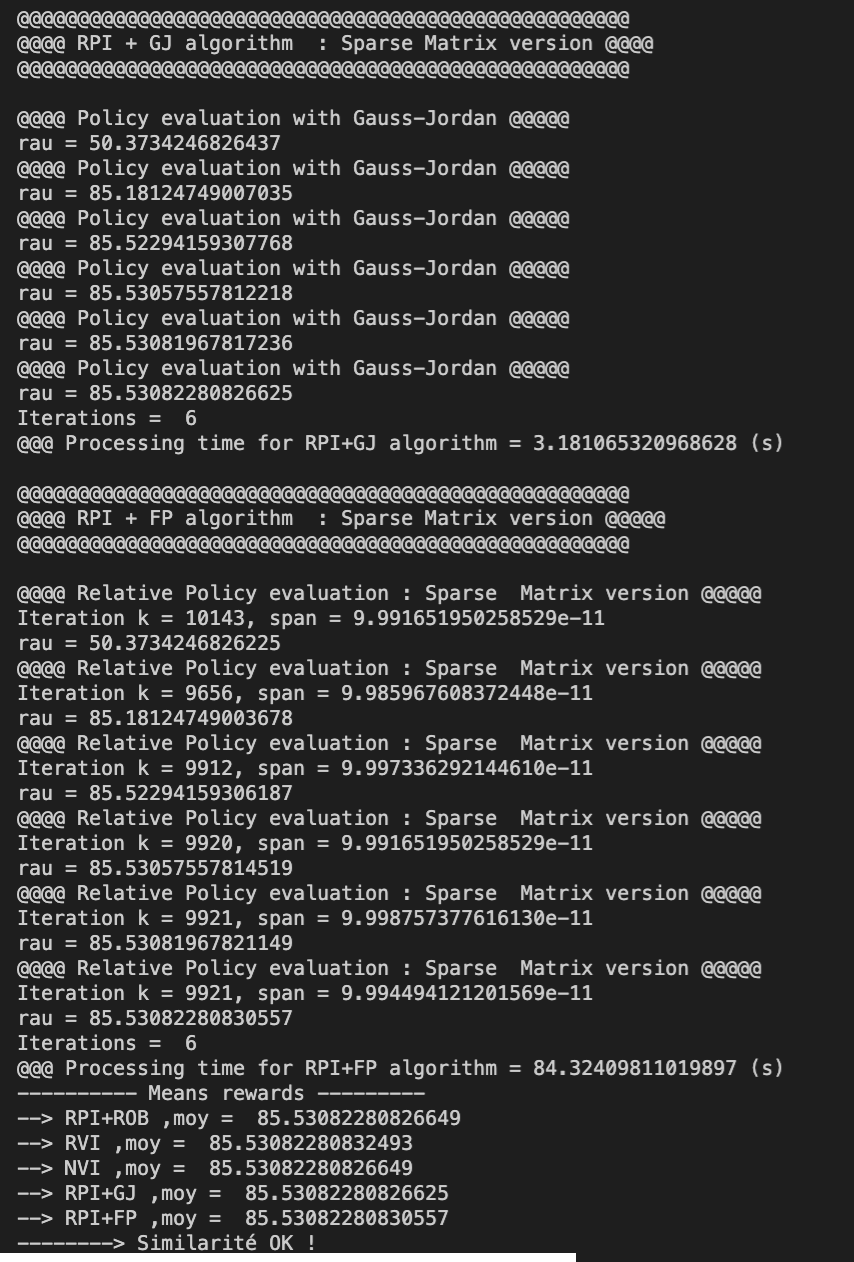 @@@@@@@@@@@@@@@@@@@@@@@@@@@@@@@@@@@@@@@@@@@@@@@@@@@
@@@@ RPI + GJ algorithm  : Sparse Matrix version @@@@
@@@@@@@@@@@@@@@@@@@@@@@@@@@@@@@@@@@@@@@@@@@@@@@@@@@
@@@@ Policy evaluation with Gauss-Jordan @@@@@
rau = 50.3734246826437
@@@@ Policy evaluation with Gauss-Jordan @@@@@
rau = 85.18124749007035
@@@@ Policy evaluation with Gauss-Jordan @@@@@
rau = 85.52294159307768
@@@@ Policy evaluation with Gauss-Jordan @@@@@
rau = 85.53057557812218
@@@@ Policy evaluation with Gauss-Jordan @@@@@
rau = 85.53081967817236
@@@@ Policy evaluation with Gauss-Jordan @@@@@
rau = 85.53082280826625
Iterations =  6
@@@ Processing time for RPI+GJ algorithm = 3.181065320968628 (s)
@@@@@@@@@@@@@@@@@@@@@@@@@@@@@@@@@@@@@@@@@@@@@@@@@@@
@@@@ RPI + FP algorithm  : Sparse Matrix version @@@@@
@@@@@@@@@@@@@@@@@@@@@@@@@@@@@@@@@@@@@@@@@@@@@@@@@@@
@@@@ Relative Policy evaluation : Sparse  Matrix version @@@@@
Iteration k = 10143, span = 9.991651950258529e-11
rau = 50.3734246826225
@@@@ Relative Policy evaluation : Sparse  Matrix version @@@@@
Iteration k = 9656, span = 9.985967608372448e-11
rau = 85.18124749003678
@@@@ Relative Policy evaluation : Sparse  Matrix version @@@@@
Iteration k = 9912, span = 9.997336292144610e-11
rau = 85.52294159306187
@@@@ Relative Policy evaluation : Sparse  Matrix version @@@@@
Iteration k = 9920, span = 9.991651950258529e-11
rau = 85.53057557814519
@@@@ Relative Policy evaluation : Sparse  Matrix version @@@@@
Iteration k = 9921, span = 9.998757377616130e-11
rau = 85.53081967821149
@@@@ Relative Policy evaluation : Sparse  Matrix version @@@@@
Iteration k = 9921, span = 9.994494121201569e-11
rau = 85.53082280830557
Iterations =  6
@@@ Processing time for RPI+FP algorithm = 84.32409811019897 (s)
---------- Means rewards ---------
--> RPI+ROB ,moy =  85.53082280826649
--> RVI ,moy =  85.53082280832493
--> NVI ,moy =  85.53082280826649
--> RPI+GJ ,moy =  85.53082280826625
--> RPI+FP ,moy =  85.53082280830557
--------> Similarité OK !